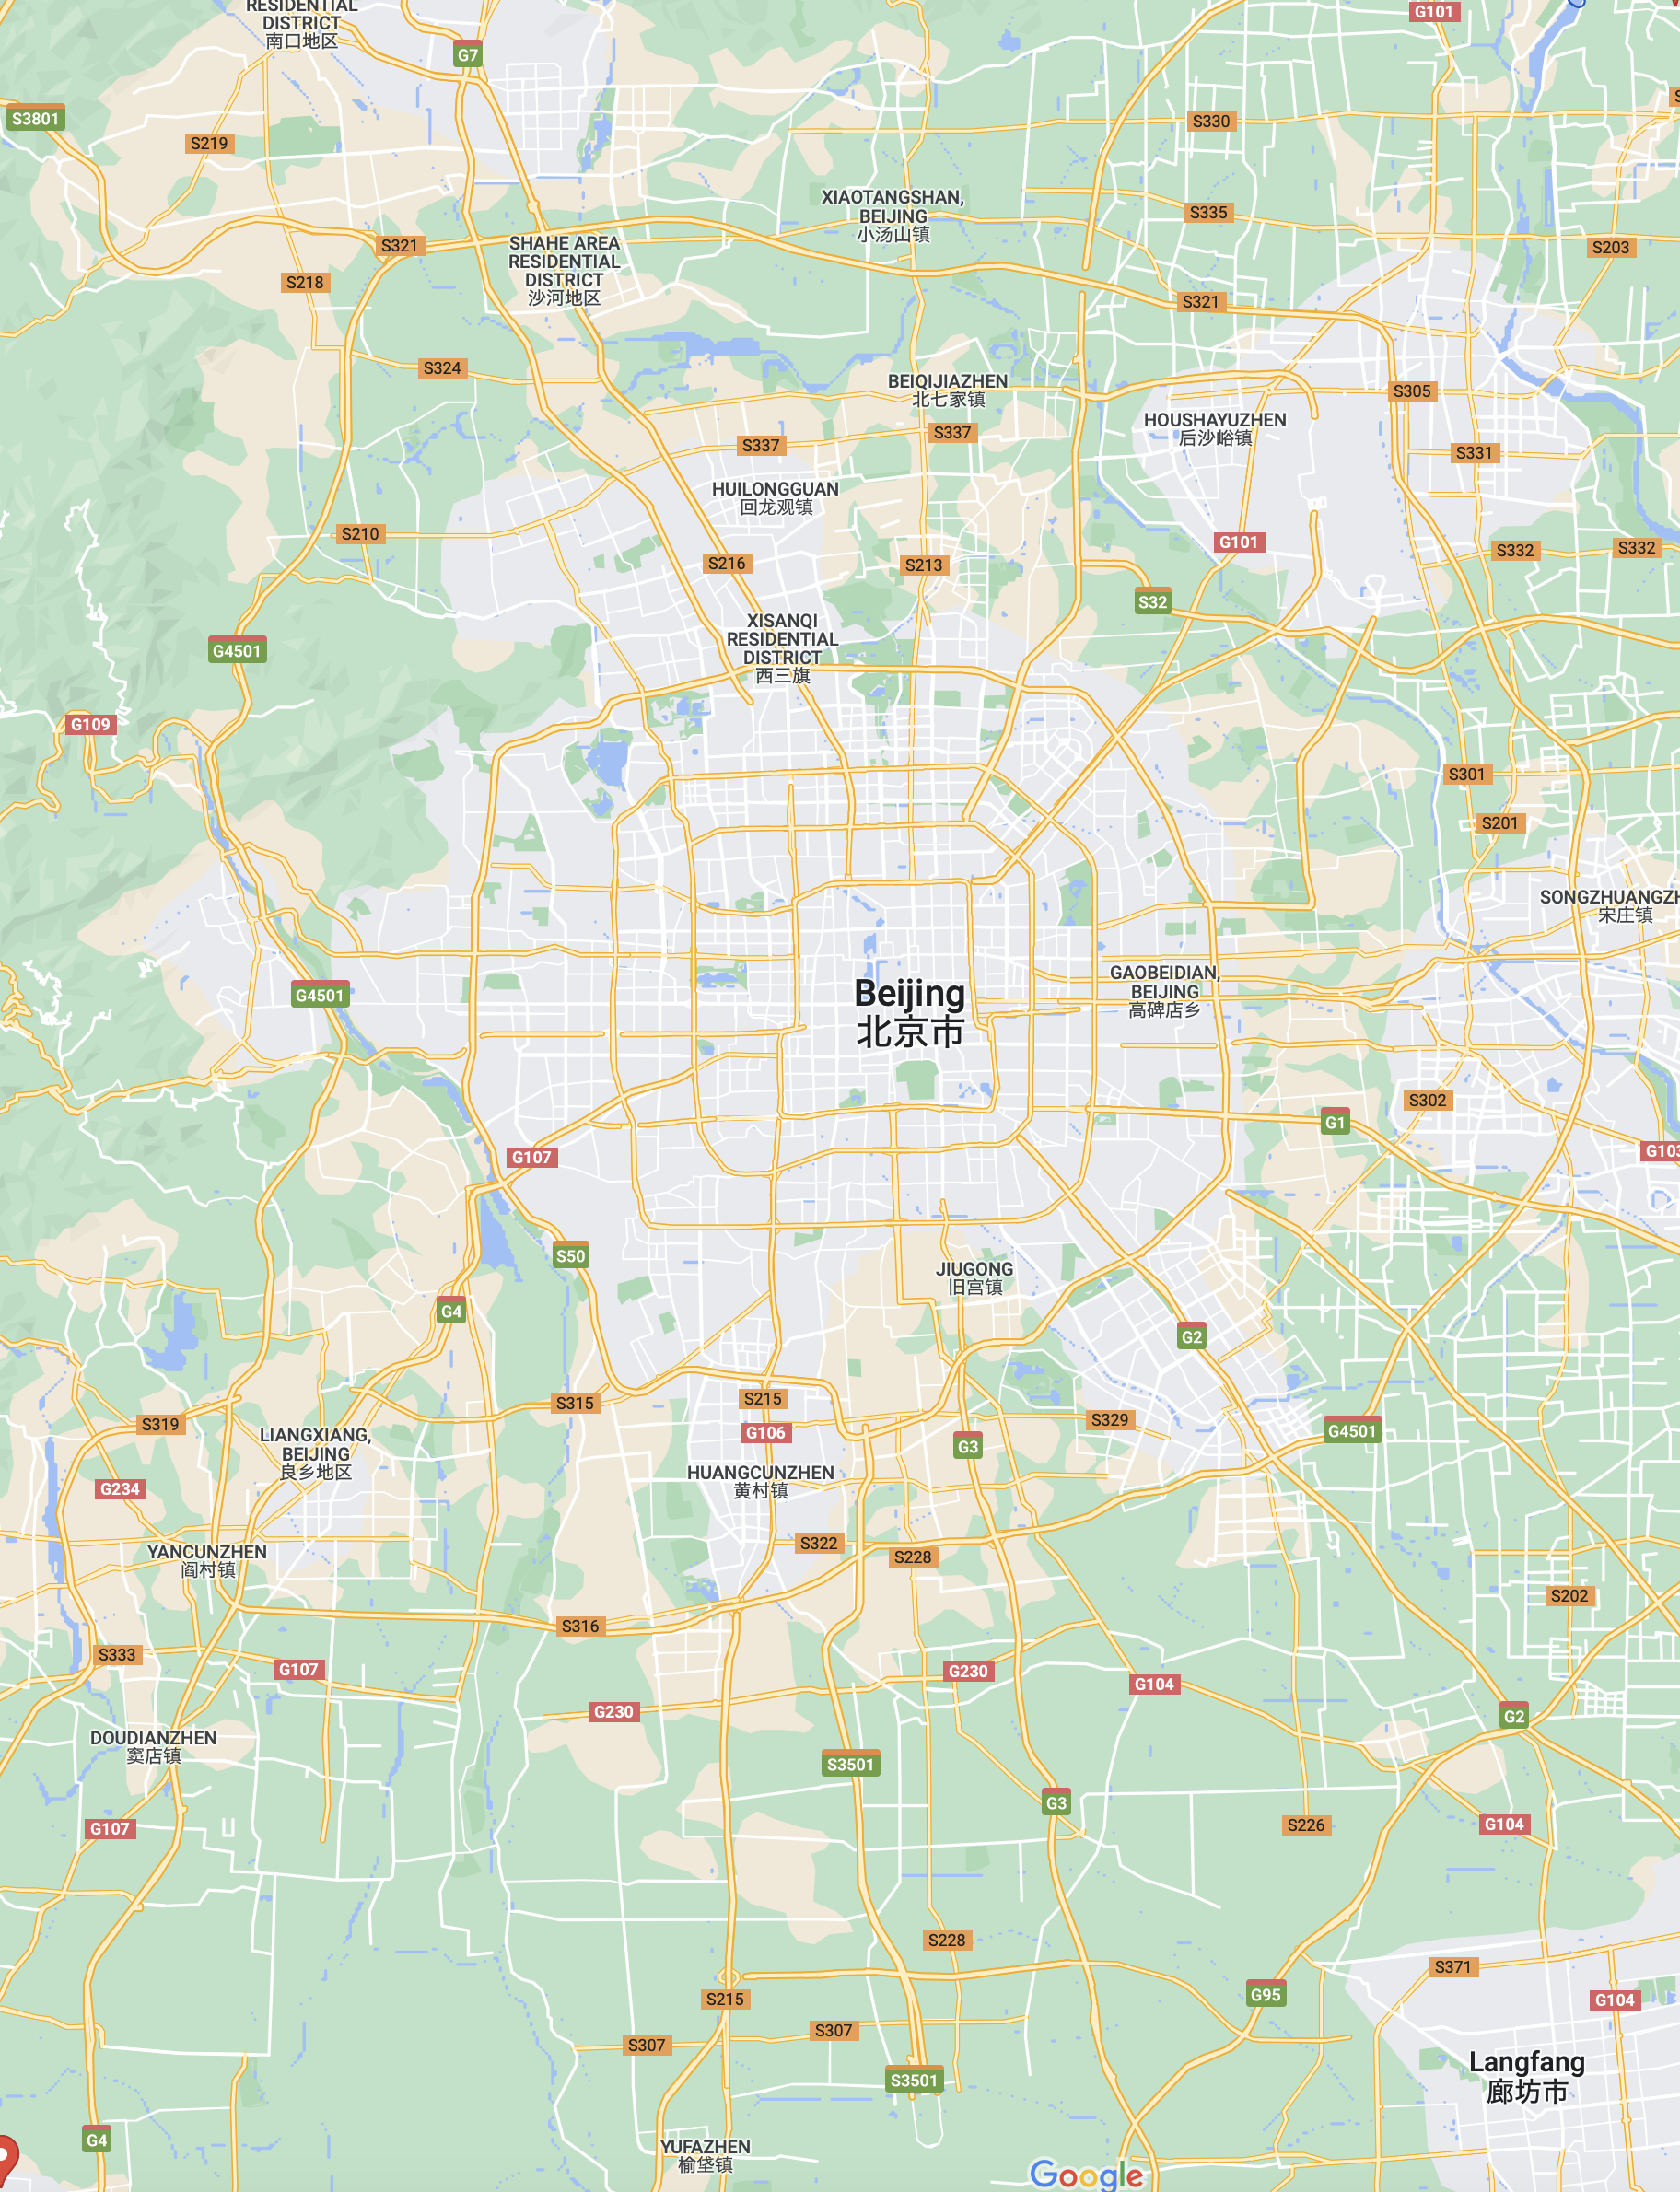 RESIDENTIAL
DISTRICT
南口地区
G101
G7
S3801
S330
S219
XIAOTANGSHAN,
BEIJING
小汤山镇
S335
S321
SHAHE AREA
RESIDENTIAL
DISTRICT
沙河地区
S203
S218
S321
S324
BEIQIJIAZHEN
北七家镇
S305
HOUSHAYUZHEN
后沙峪镇
S337
S337
S331
HUILONGGUAN
回龙观镇
S210
G101
S332
S332
S216
S213
S32
XISANQI
RESIDENTIAL
DISTRICT
西三旗
G4501
G109
S301
S201
SONGZHUANGZH
宋庄镇
GAOBEIDIAN,
BEIJING
高碑店乡
G4501
Beijing
北京市
S302
G1
G103
G107
S50
JIUGONG
旧宫镇
G4
G2
S315
S215
S319
S329
G4501
G106
G3
LIANGXIANG,
BEIJING
良乡地区
HUANGCUNZHEN
黄村镇
G234
S322
S228
YANCUNZHEN
阎村镇
S202
S316
S333
G107
G230
G104
G230
G2
DOUDIANZHEN
窦店镇
S3501
G3
G107
S226
G104
S228
S371
G95
S215
G104
S307
S307
Langfang
廊坊市
S3501
G4
YUFAZHEN
榆垡镇
Google